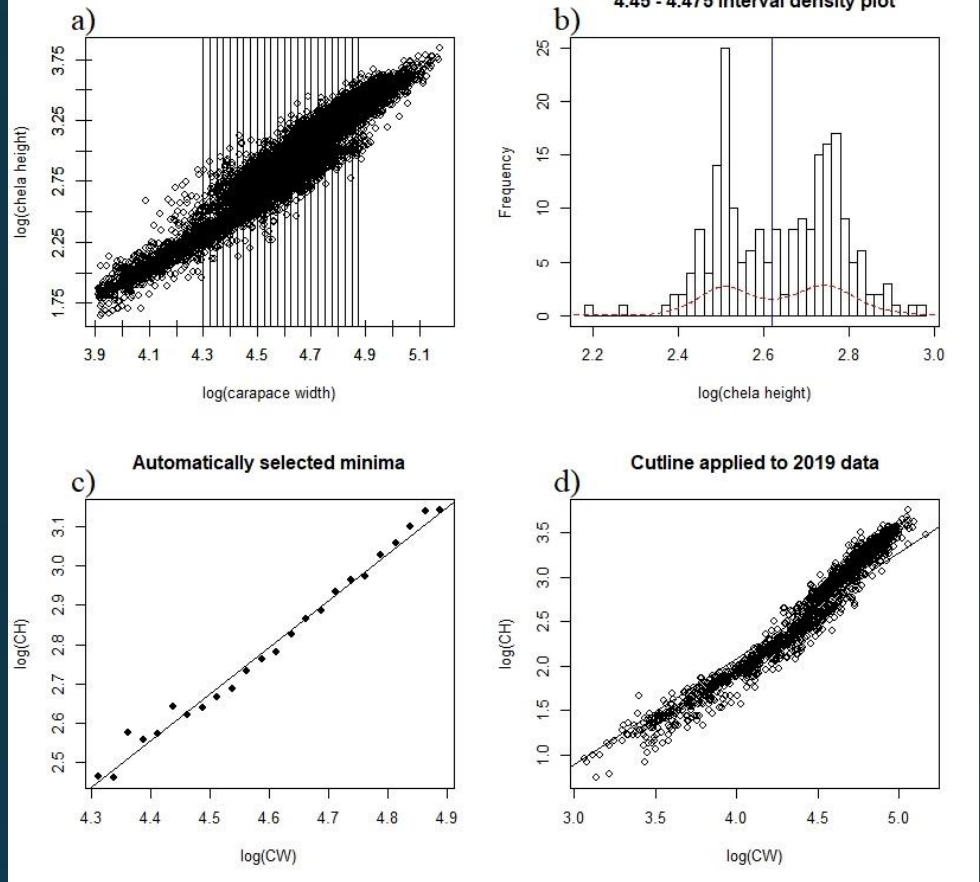 a)
3.75
3.25
2.75
2.25
1.75
log(chela height)
3.9 4.1 4.3 4.5 4.7 4.9 5.1
log(carapace width)
4.45 - 4.475 interval density plot
b)
25
20
15
10
5
0
Frequency
2.2 2.4 2.6 2.8 3.0
log(chela height)
Automatically selected minima
c)
3.1
3.0
2.9
2.8
2.7
2.6
2.5
log(CH)
4.3 4.4 4.5 4.6 4.7 4.8 4.9
log(CW)
Cutline applied to 2019 data
d)
3.5
3.0
2.5
2.0
1.5
1.0
log(CH)
3.0 3.5 4.0 4.5 5.0
log(CW)